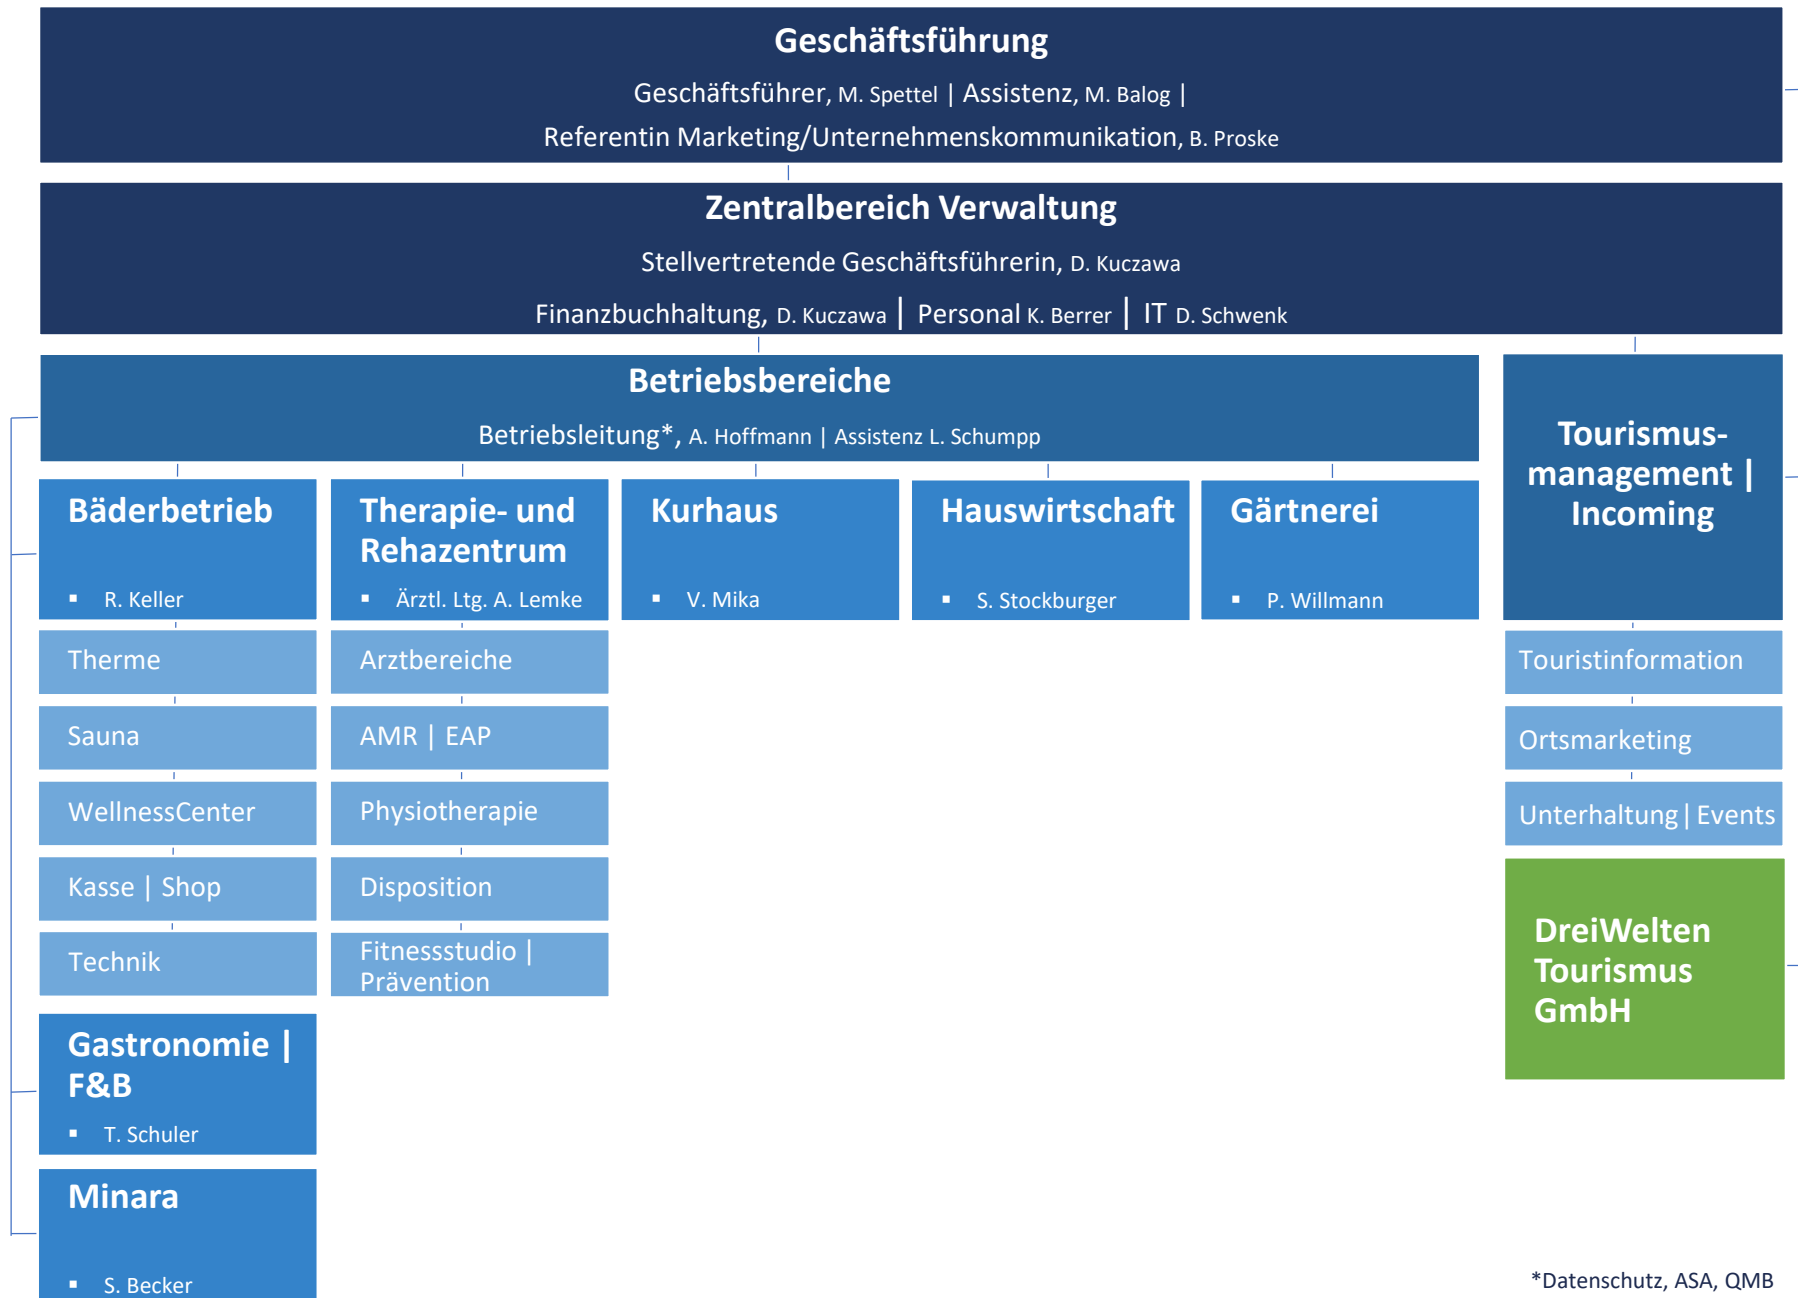 Geschäftsführung
Geschäftsführer, M. Spettel | Assistenz, M. Balog |
Referentin Marketing/Unternehmenskommunikation, B. Proske
Zentralbereich Verwaltung
Stellvertretende Geschäftsführerin, D. Kuczawa
Finanzbuchhaltung, D. Kuczawa | Personal K. Berrer | IT D. Schwenk
Betriebsbereiche
Betriebsleitung*, A. Hoffmann | Assistenz L. Schumpp
Tourismus-
management |
Incoming
Bäderbetrieb
▪ R. Keller
Therapie- und
Rehazentrum
▪ Ärztl. Ltg. A. Lemke
Kurhaus
▪ V. Mika
Hauswirtschaft
▪ S. Stockburger
Gärtnerei
▪ P. Willmann
Therme
Sauna
WellnessCenter
Kasse | Shop
Technik
Arztbereiche
AMR | EAP
Physiotherapie
Disposition
Fitnessstudio |
Prävention
Touristinformation
Ortsmarketing
Unterhaltung | Events
DreiWelten
Tourismus
GmbH
Gastronomie |
F&B
▪ T. Schuler
Minara
▪ S. Becker
*Datenschutz, ASA, QMB